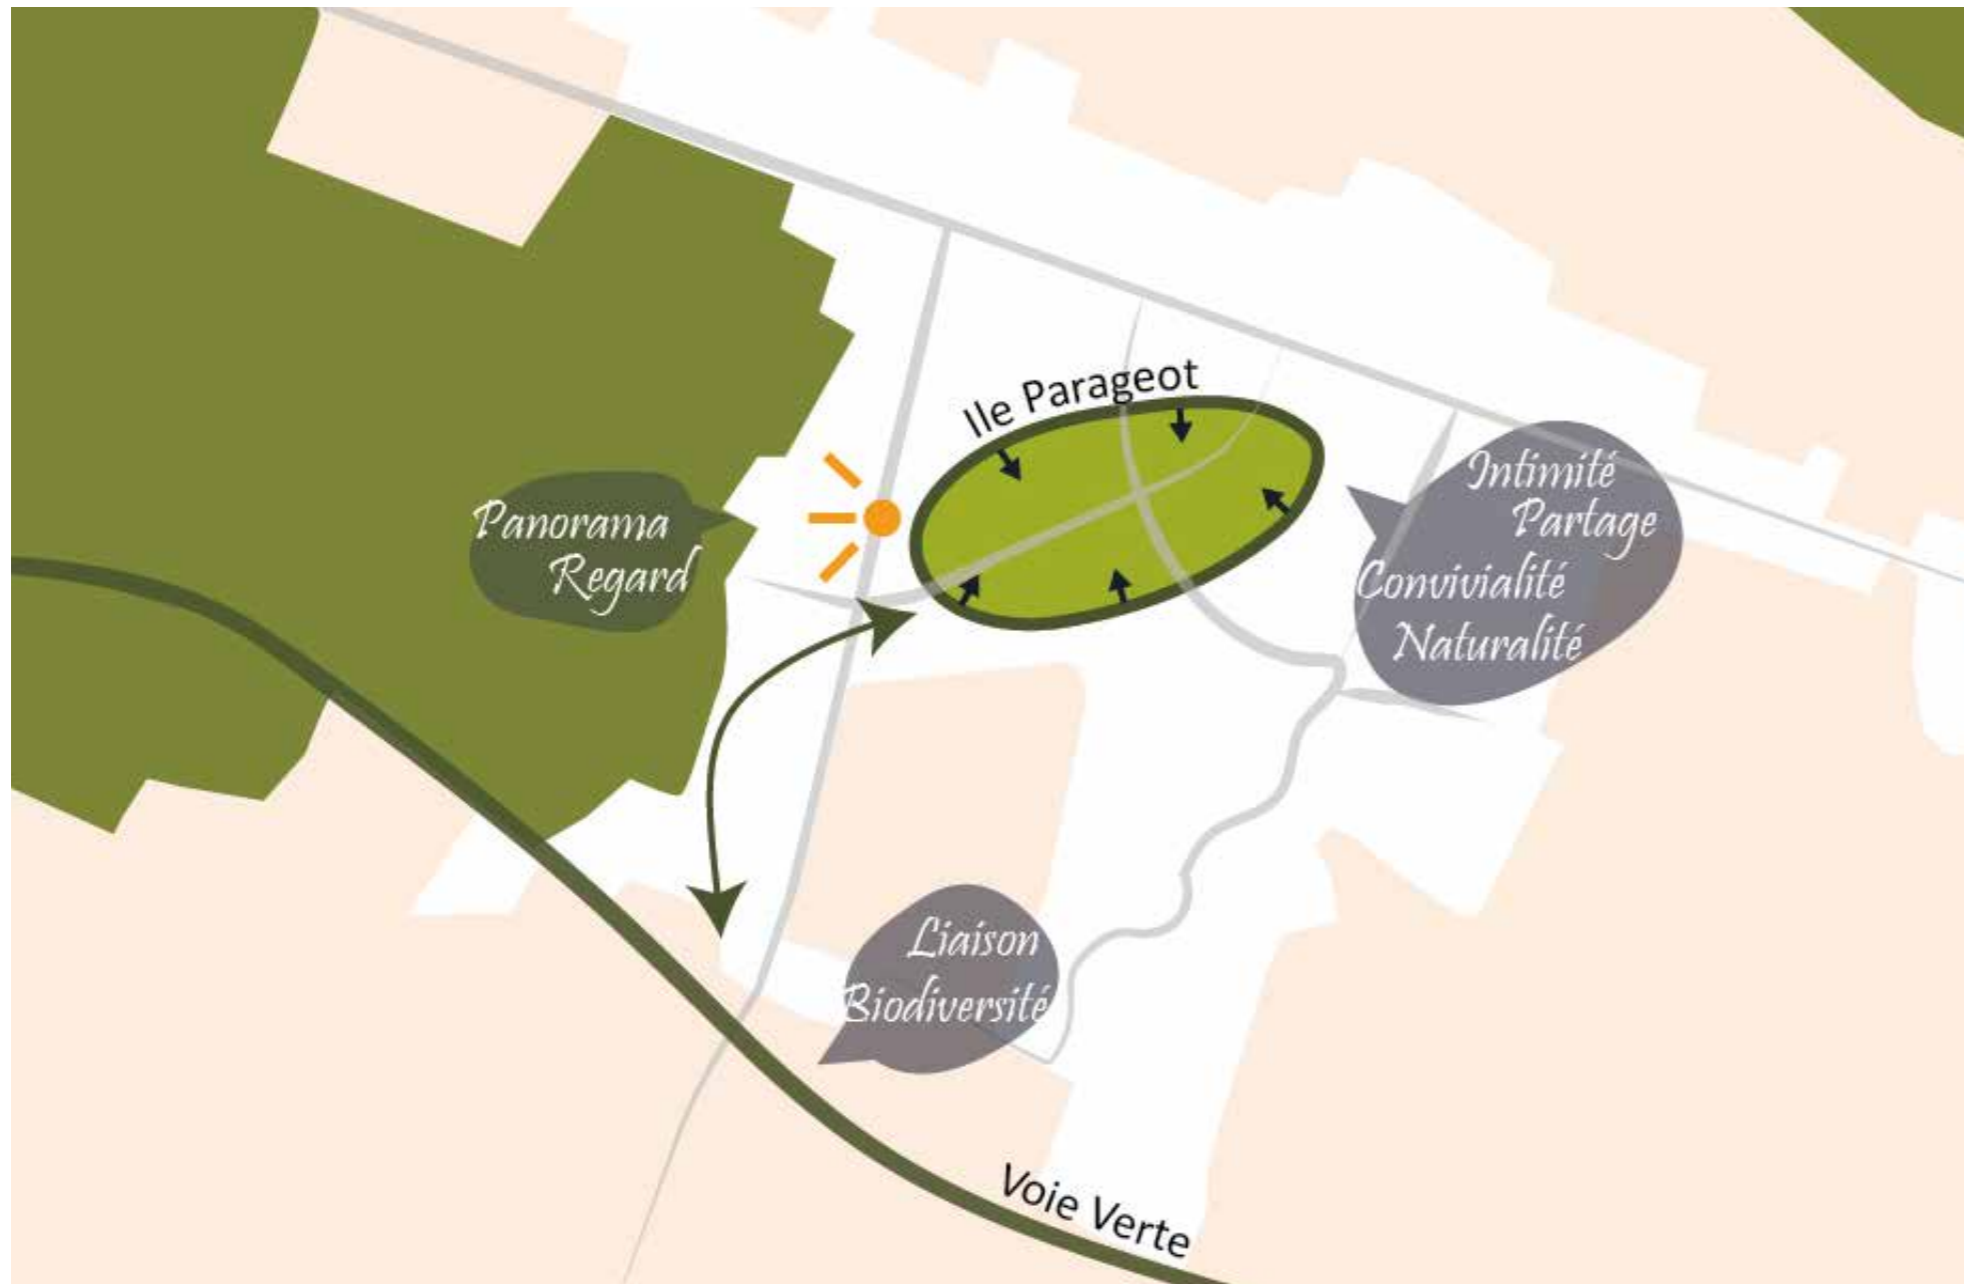 Ile Parageot
Intimité
Partage
Convivialité
Naturalité
Panorama
Regard
Liaison
Biodiversité
Voie Verte